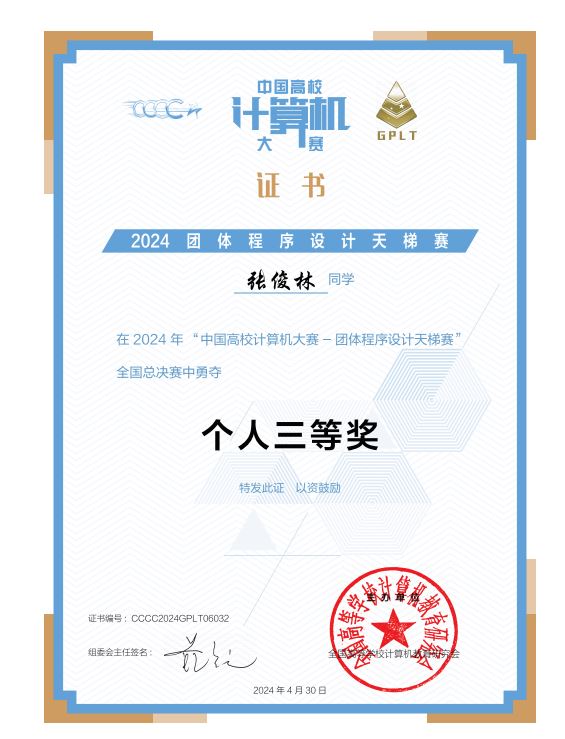 中国高校
计算机
大赛
CCCC
GPLT
证书
2024 团体程序设计天梯赛
张俊林 同学
在 2024 年 “中国高校计算机大赛 – 团体程序设计天梯赛”
全国总决赛中勇夺
个人三等奖
特发此证 以资鼓励
主办单位
全国高等学校计算机教育研究会
证书编号：CCCC2024GPLT06032
组委会主任签名：
全国高等学校计算机教育研究会
2024 年 4 月 30 日